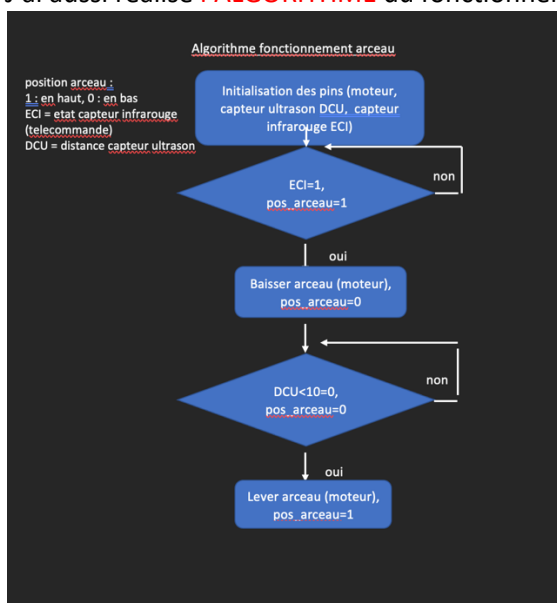 J'ai aussi réalisé l'ALGORITHME du fonctionne
Algorithme fonctionnement arceau
position arceau :
1 : en haut, 0 : en bas
ECI = etat capteur infrarouge
(telecommande)
DCU = distance capteur ultrason
Initialisation des pins (moteur,
capteur ultrason DCU, capteur
infrarouge ECI)
ECI=1,
pos_arceau=1
non
oui
Baisser arceau (moteur),
pos_arceau=0
DCU<10=0,
pos_arceau=0
non
oui
Lever arceau (moteur),
pos_arceau=1